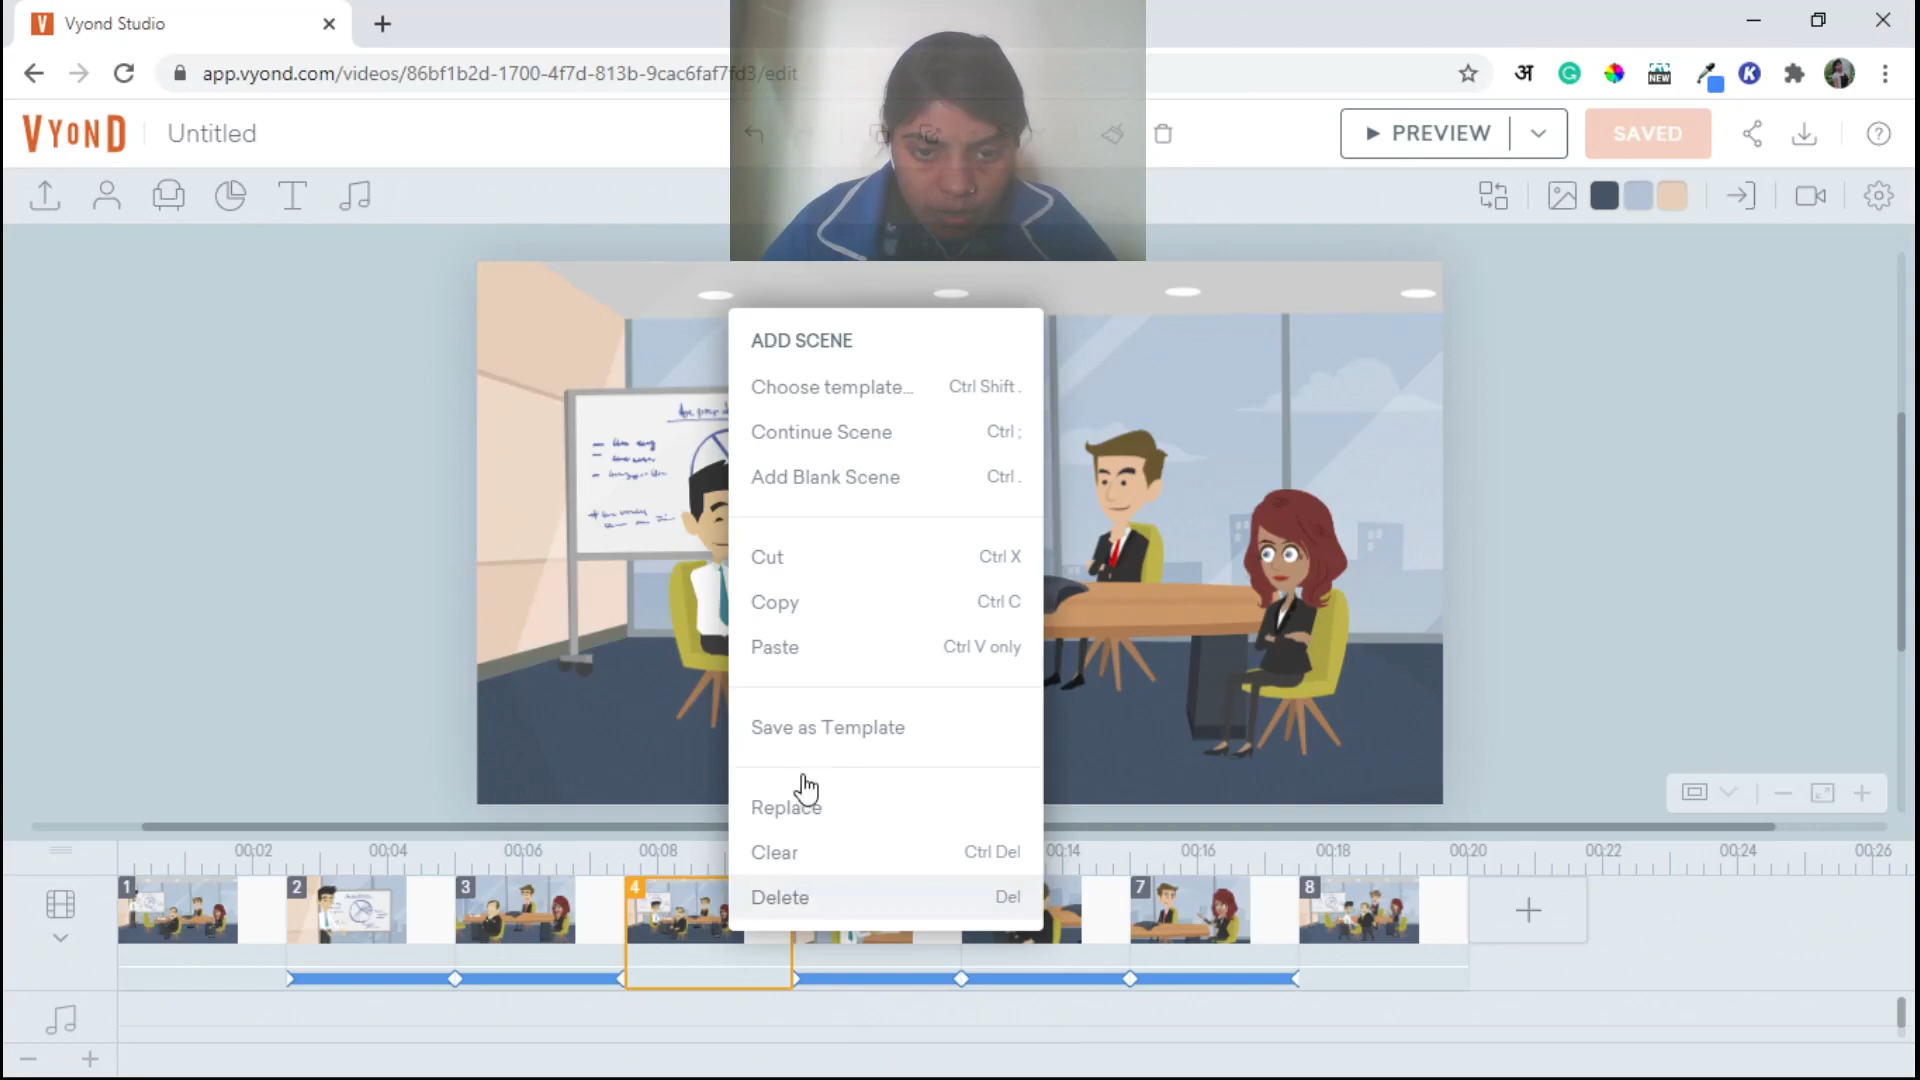 Vyond Studio
app.vyond.com/videos/86bf1b2d-1700-4f7d-813b-9cac6faf7fd3/edit
अ
G
NEW
K
VYOND
Untitled
PREVIEW
SAVED
T
ADD SCENE
Choose template... Ctrl Shift .
Continue Scene Ctrl ;
Add Blank Scene Ctrl .
Cut Ctrl X
Copy Ctrl C
Paste Ctrl V only
Save as Template
Replace
Clear Ctrl Del
Delete Del
00:02 00:04 00:06 00:08 00:14 00:16 00:18 00:20 00:22 00:24 00:26
1 2 3 4 7 8